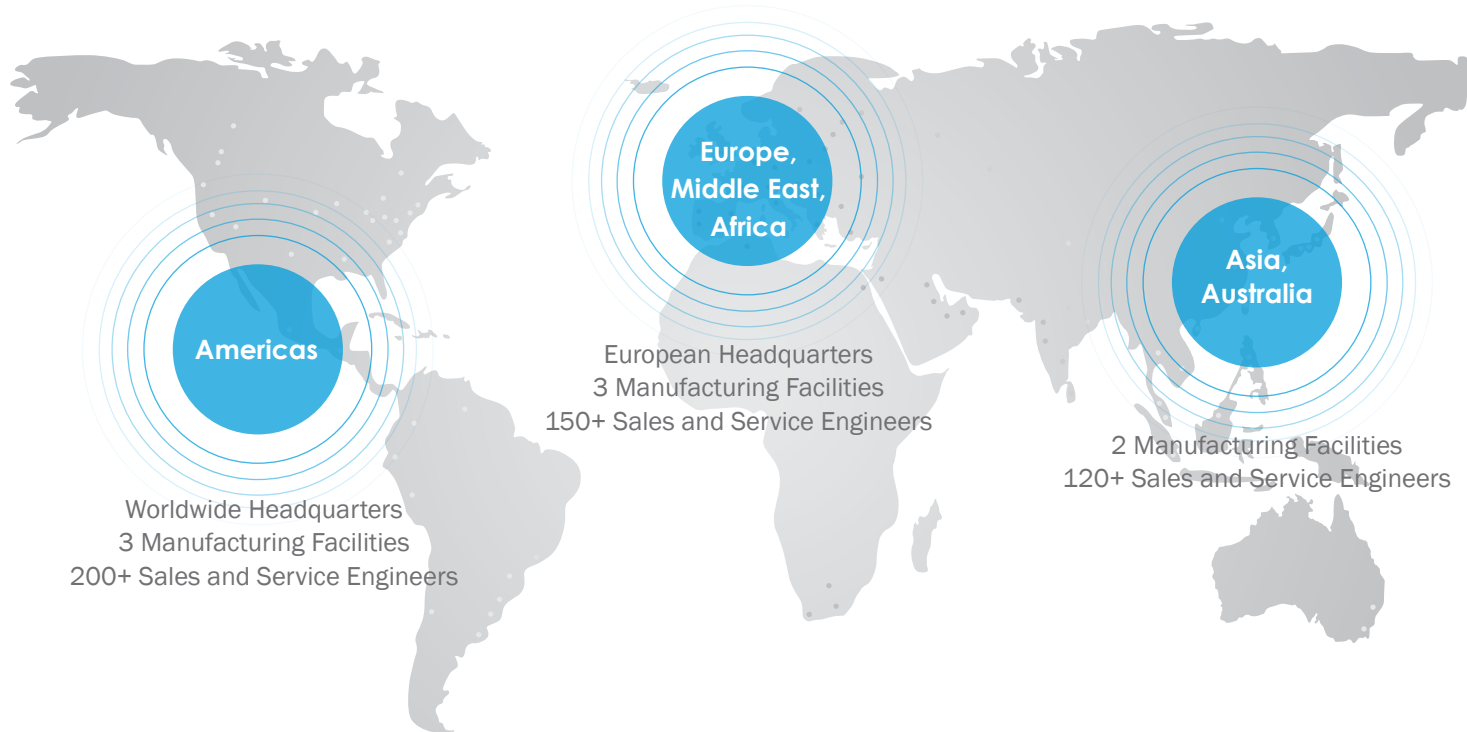 Americas
Worldwide Headquarters
3 Manufacturing Facilities
200+ Sales and Service Engineers
Europe,
Middle East,
Africa
European Headquarters
3 Manufacturing Facilities
150+ Sales and Service Engineers
Asia,
Australia
2 Manufacturing Facilities
120+ Sales and Service Engineers